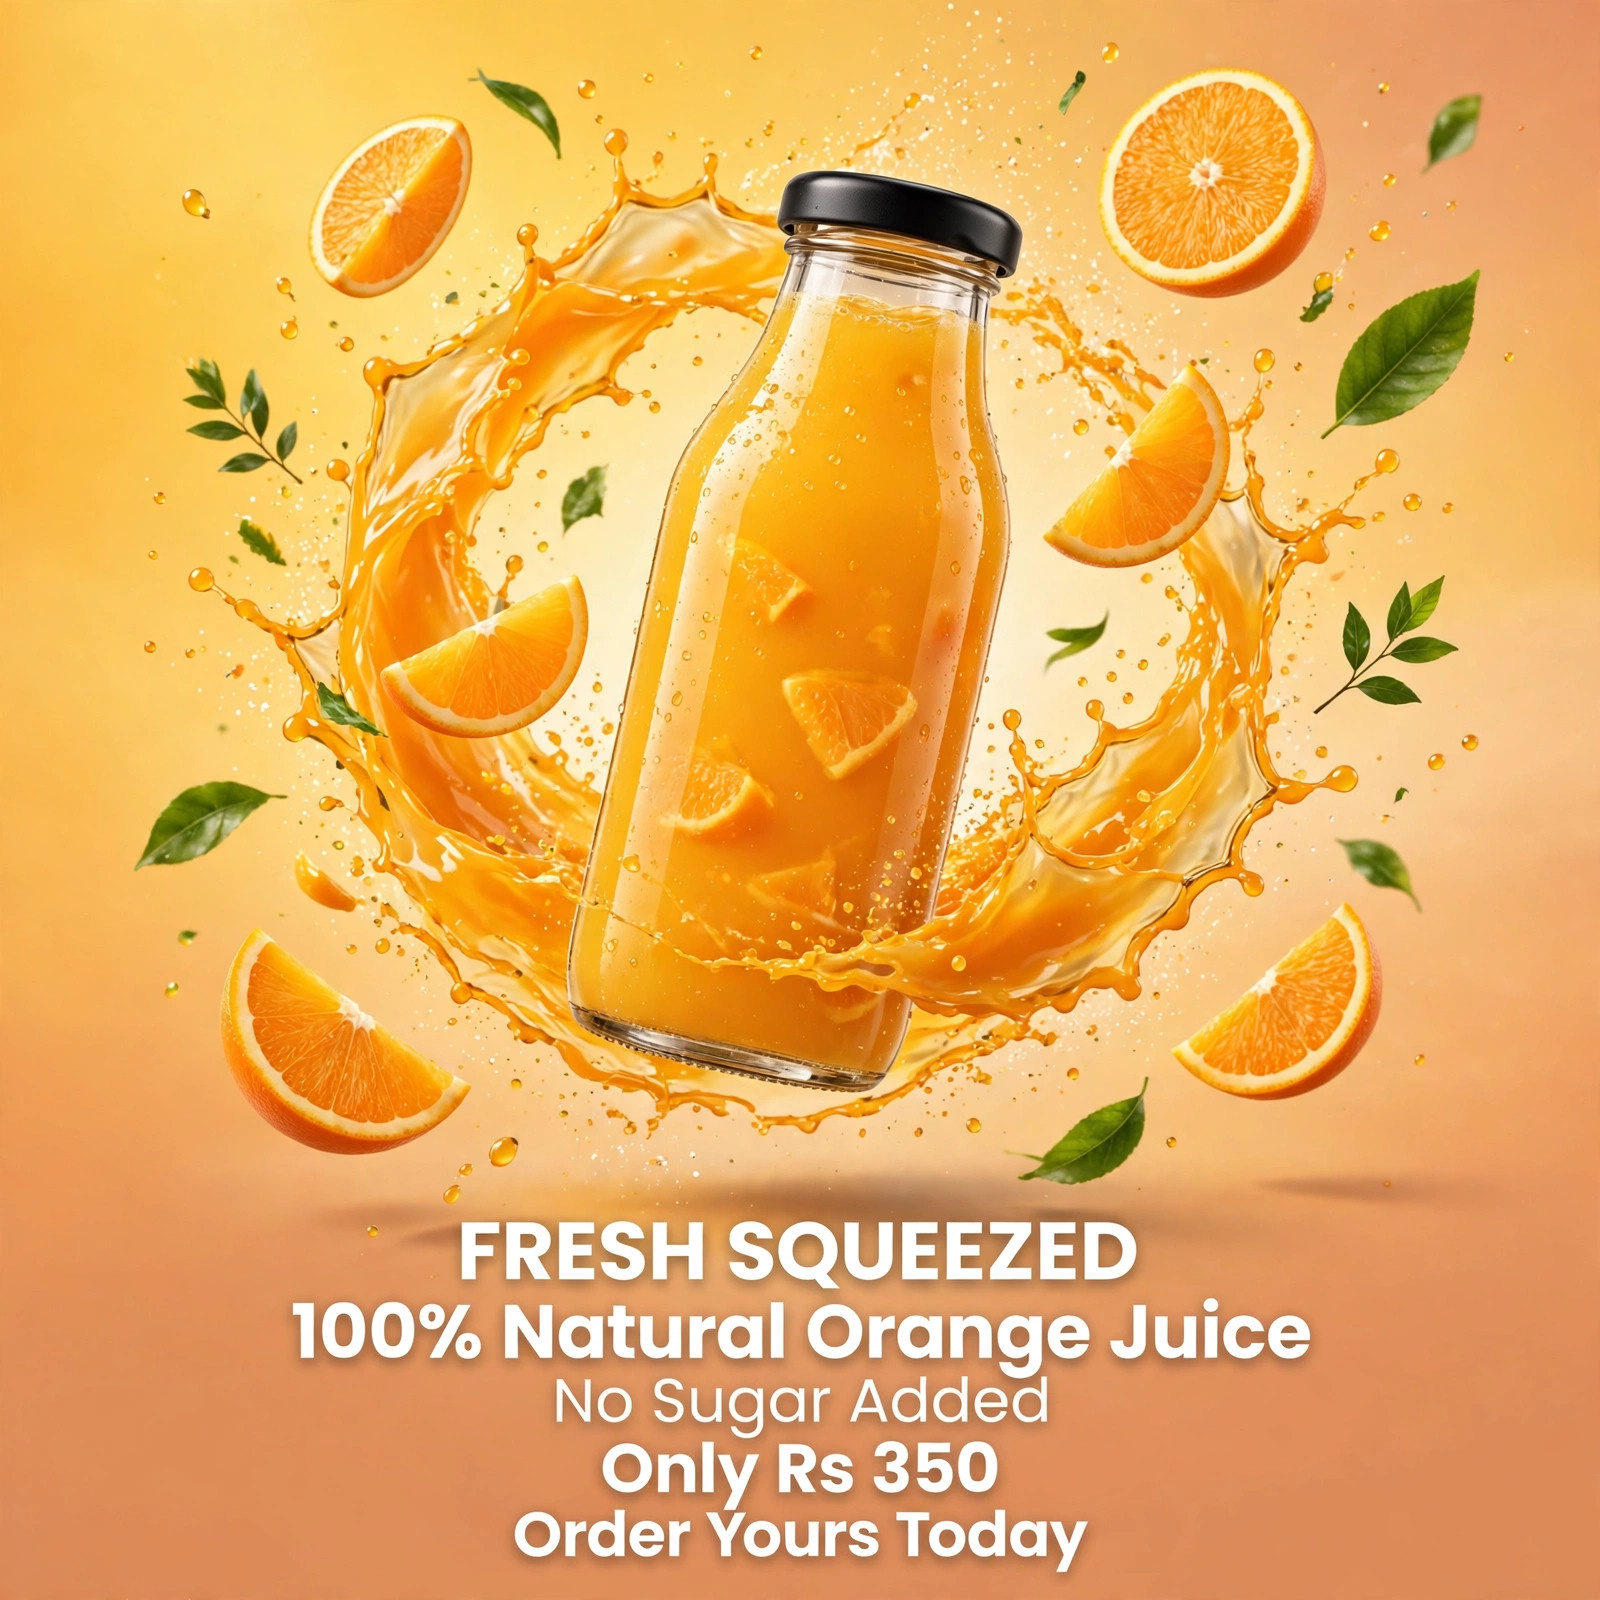 FRESH SQUEEZED
100% Natural Orange Juice
No Sugar Added
Only Rs 350
Order Yours Today